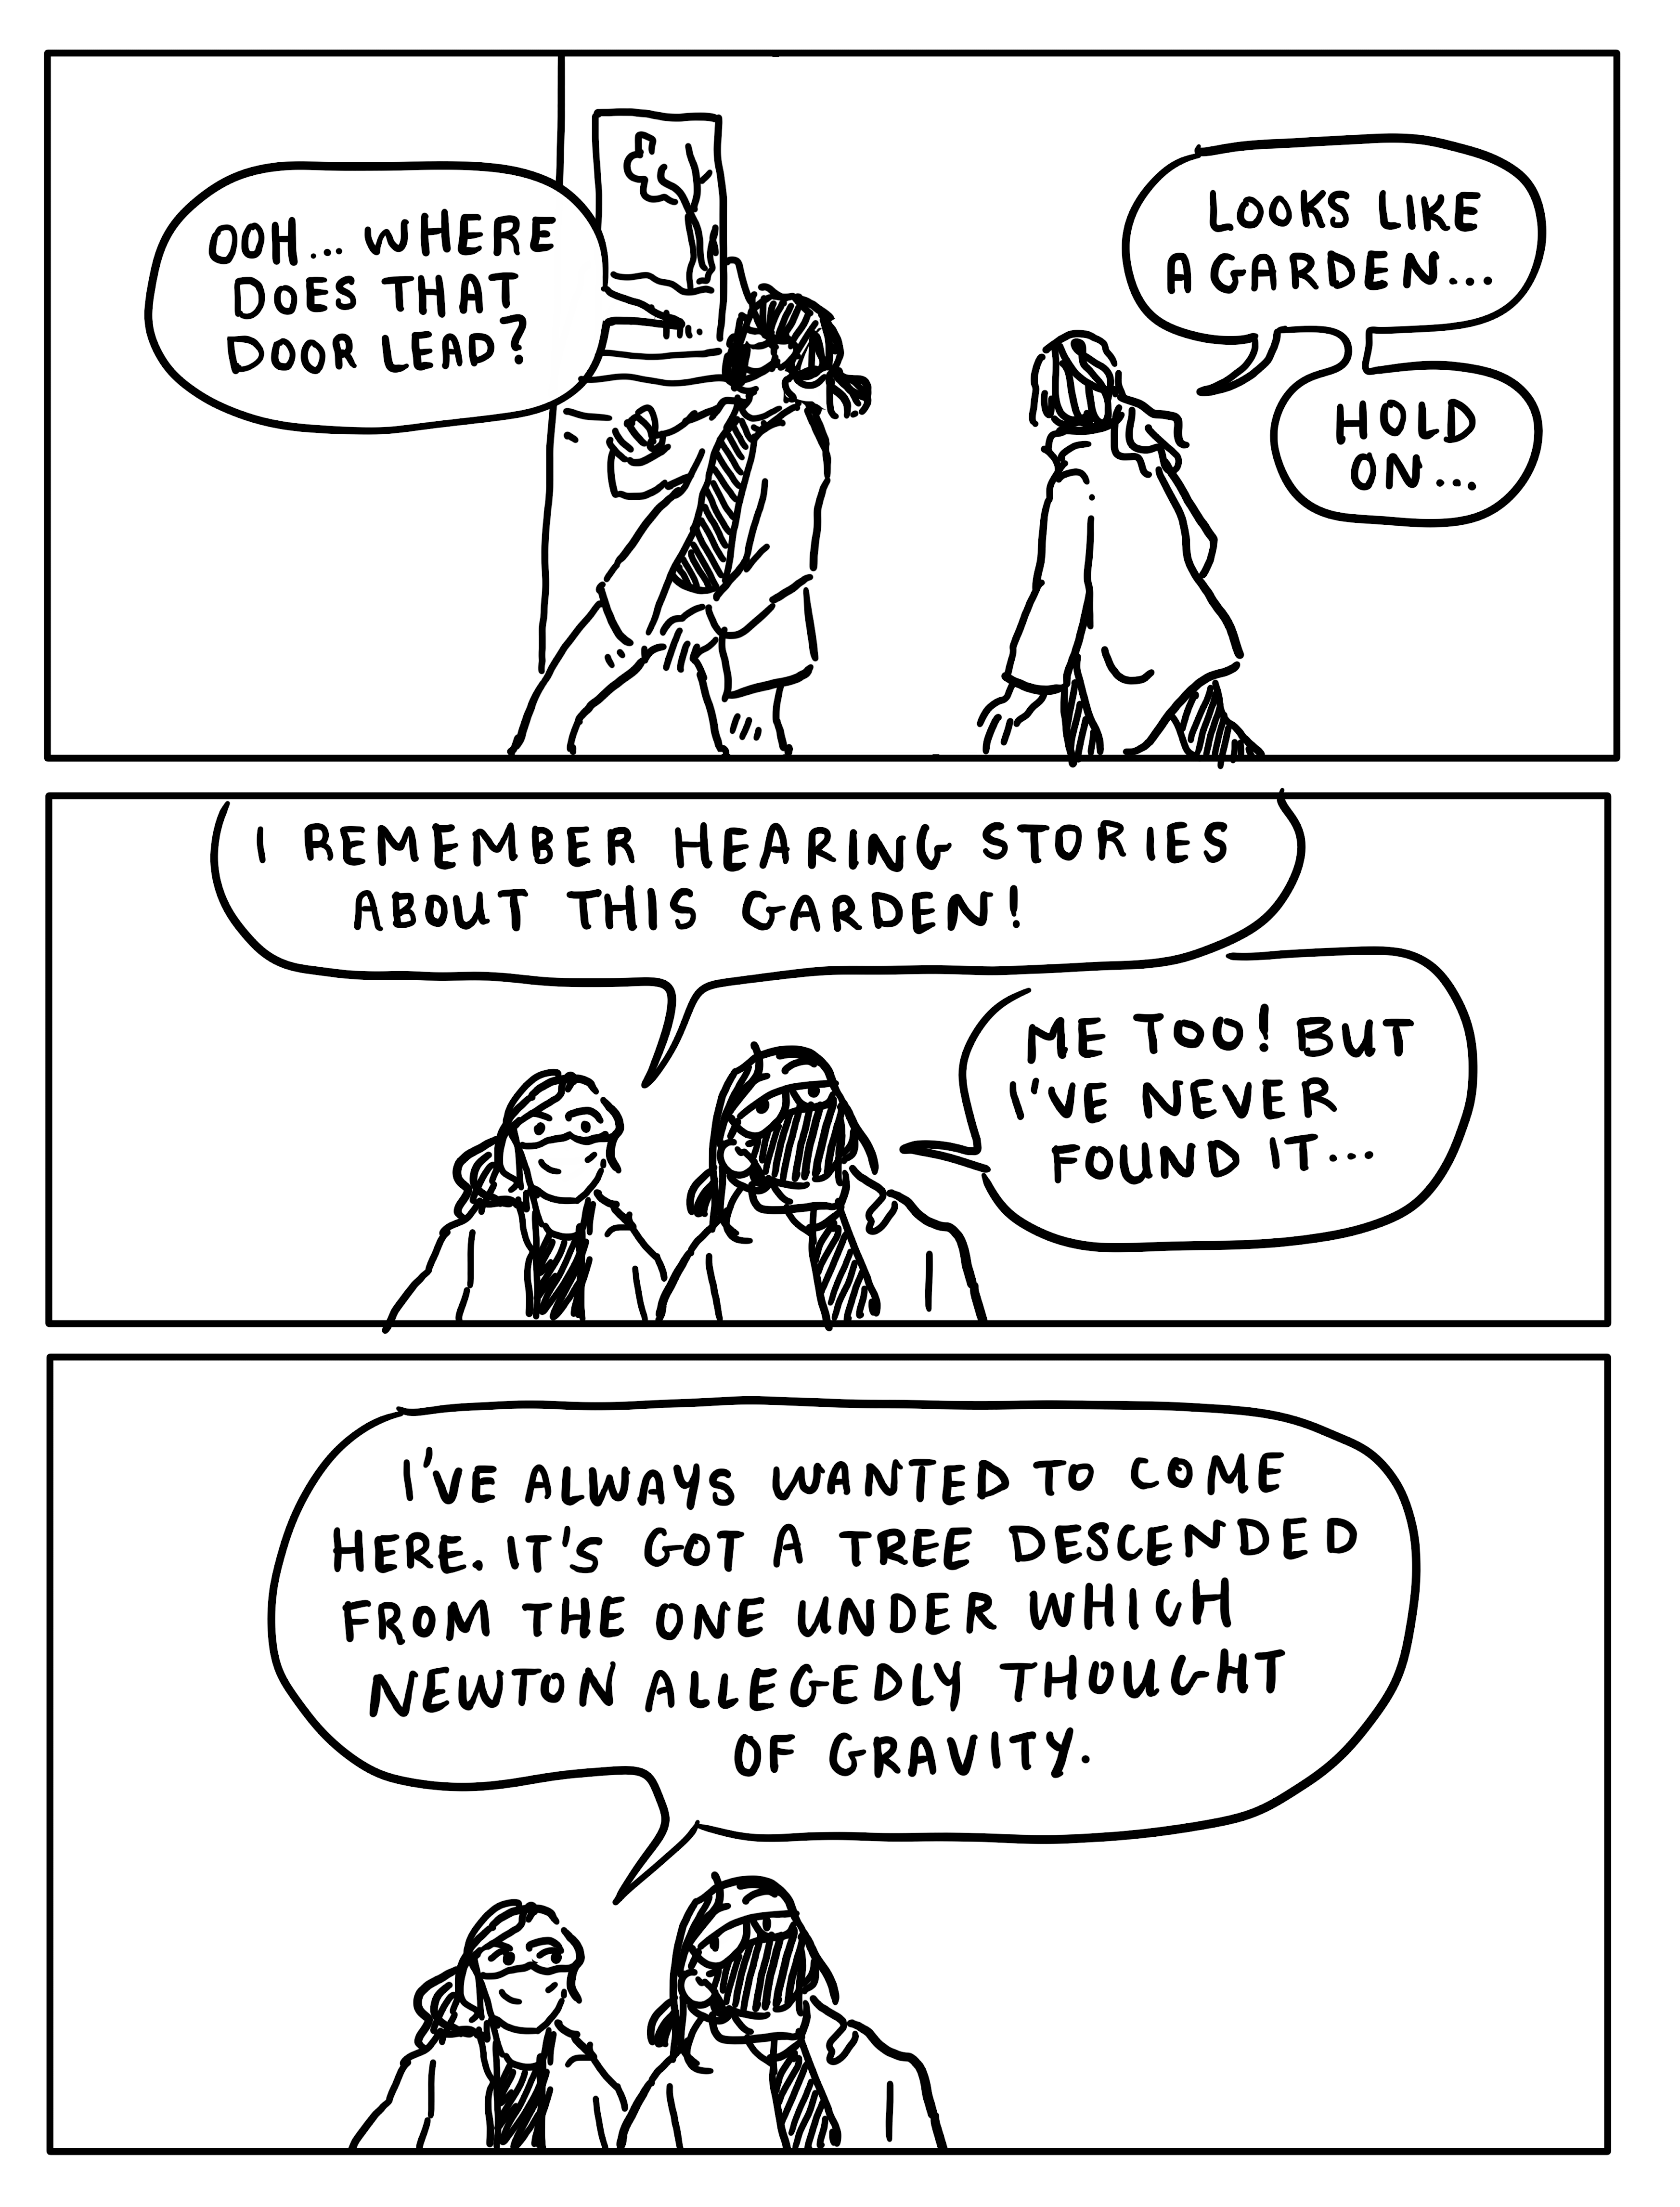 OOH... WHERE
DOES THAT
DOOR LEAD?
LOOKS LIKE
A GARDEN...
HOLD
ON...
I REMEMBER HEARING STORIES
ABOUT THIS GARDEN!
ME TOO! BUT
I'VE NEVER
FOUND IT...
I'VE ALWAYS WANTED TO COME
HERE. IT'S GOT A TREE DESCENDED
FROM THE ONE UNDER WHICH
NEWTON ALLEGEDLY THOUGHT
OF GRAVITY.